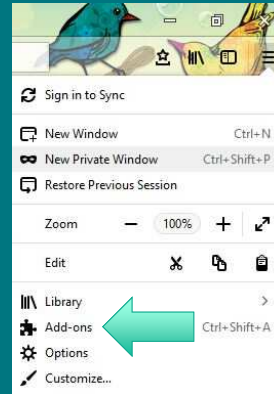 Sign in to Sync
New Window Ctrl+N
New Private Window Ctrl+Shift+P
Restore Previous Session
Zoom 100%
Edit
Library
Add-ons Ctrl+Shift+A
Options
Customize...